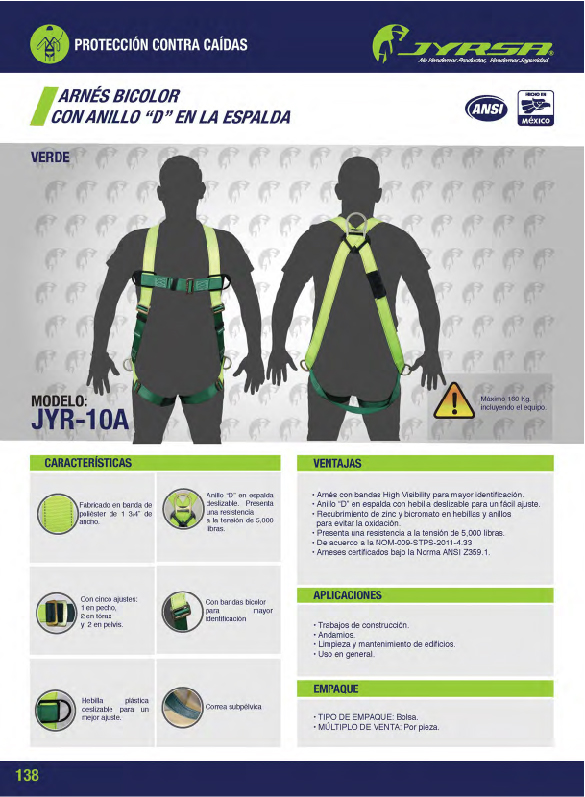 PROTECCIÓN CONTRA CAÍDAS
JYRSA®
No Vendemos Productos, Vendemos Seguridad
ARNÉS BICOLOR
CON ANILLO “D” EN LA ESPALDA
ANSI
HECHO EN
MÉXICO
VERDE
MODELO:
JYR-10A
Máximo 160 Kg.
incluyendo el equipo.
CARACTERÍSTICAS
Fabricado en banda de
poliéster de 1 3/4” de
ancho.
Anillo “D” en espalda
deslizable. Presenta
una resistencia
a la tensión de 5,000
libras.
Con cinco ajustes:
1 en pecho,
2 en tórax
y 2 en pelvis.
Con bandas bicolor
para mayor
identificación
Hebilla plástica
deslizable para un
mejor ajuste.
Correa subpélvica
VENTAJAS
• Arnés con bandas High Visibility para mayor identificación.
• Anillo “D” en espalda con hebilla deslizable para un fácil ajuste.
• Recubrimiento de zinc y bicromato en hebillas y anillos
para evitar la oxidación.
• Presenta una resistencia a la tensión de 5,000 libras.
• De acuerdo a la NOM-009-STPS-2011-4.33
• Arneses certificados bajo la Norma ANSI Z359.1.
APLICACIONES
• Trabajos de construcción.
• Andamios.
• Limpieza y mantenimiento de edificios.
• Uso en general.
EMPAQUE
• TIPO DE EMPAQUE: Bolsa.
• MÚLTIPLO DE VENTA: Por pieza.
138